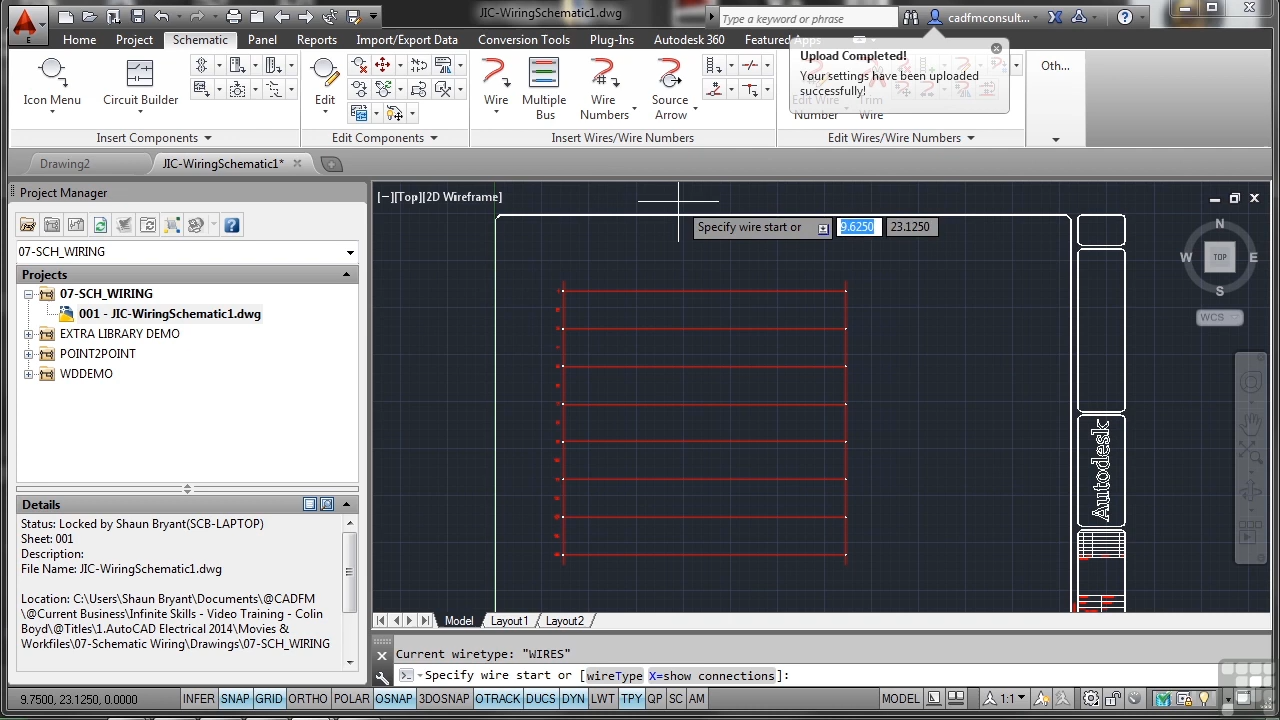 JIC-WiringSchematic1.dwg
Type a keyword or phrase
cadfmconsult...
E
Home Project Schematic Panel Reports Import/Export Data Conversion Tools Plug-Ins Autodesk 360 Featured Apps
Upload Completed!
Your settings have been uploaded
successfully!
Icon Menu
Circuit Builder
Edit
Wire
Multiple
Bus
Wire
Numbers
Source
Arrow
Edit Wire
Number
Trim
Wire
Oth...
Insert Components
Edit Components
Insert Wires/Wire Numbers
Edit Wires/Wire Numbers
Drawing2
JIC-WiringSchematic1*
Project Manager
07-SCH_WIRING
Projects
07-SCH_WIRING
001 - JIC-WiringSchematic1.dwg
EXTRA LIBRARY DEMO
POINT2POINT
WDDEMO
Details
Status: Locked by Shaun Bryant(SCB-LAPTOP)
Sheet: 001
Description:
File Name: JIC-WiringSchematic1.dwg
Location: C:\Users\Shaun Bryant\Documents\@CADFM
\@Current Business\Infinite Skills - Video Training - Colin
Boyd\@Titles\1.AutoCAD Electrical 2014\Movies &
Workfiles\07-Schematic Wiring\Drawings\07-SCH_WIRING
[−][Top][2D Wireframe]
Specify wire start or 9.6250 23.1250
N
W TOP E
S
WCS
Autodesk
Model Layout1 Layout2
Current wiretype: "WIRES"
Specify wire start or [wireType X=show connections]:
9.7500, 23.1250, 0.0000 INFER SNAP GRID ORTHO POLAR OSNAP 3DOSNAP OTRACK DUCS DYN LWT TPY QP SC AM MODEL 1:1